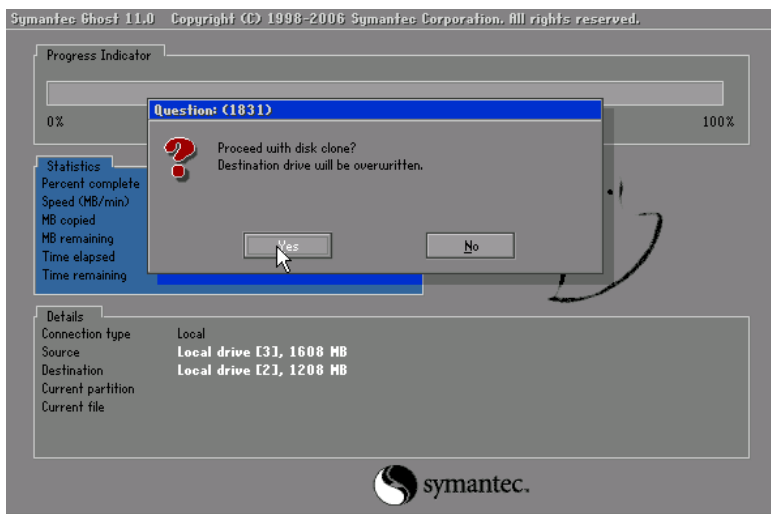 Symantec Ghost 11.0   Copyright (C) 1998-2006 Symantec Corporation. All rights reserved.
Progress Indicator
0%
100%
Question: (1831)
Proceed with disk clone?
Destination drive will be overwritten.
Yes
No
Statistics
Percent complete
Speed (MB/min)
MB copied
MB remaining
Time elapsed
Time remaining
Details
Connection type Local
Source Local drive [3], 1608 MB
Destination Local drive [2], 1208 MB
Current partition
Current file
symantec.